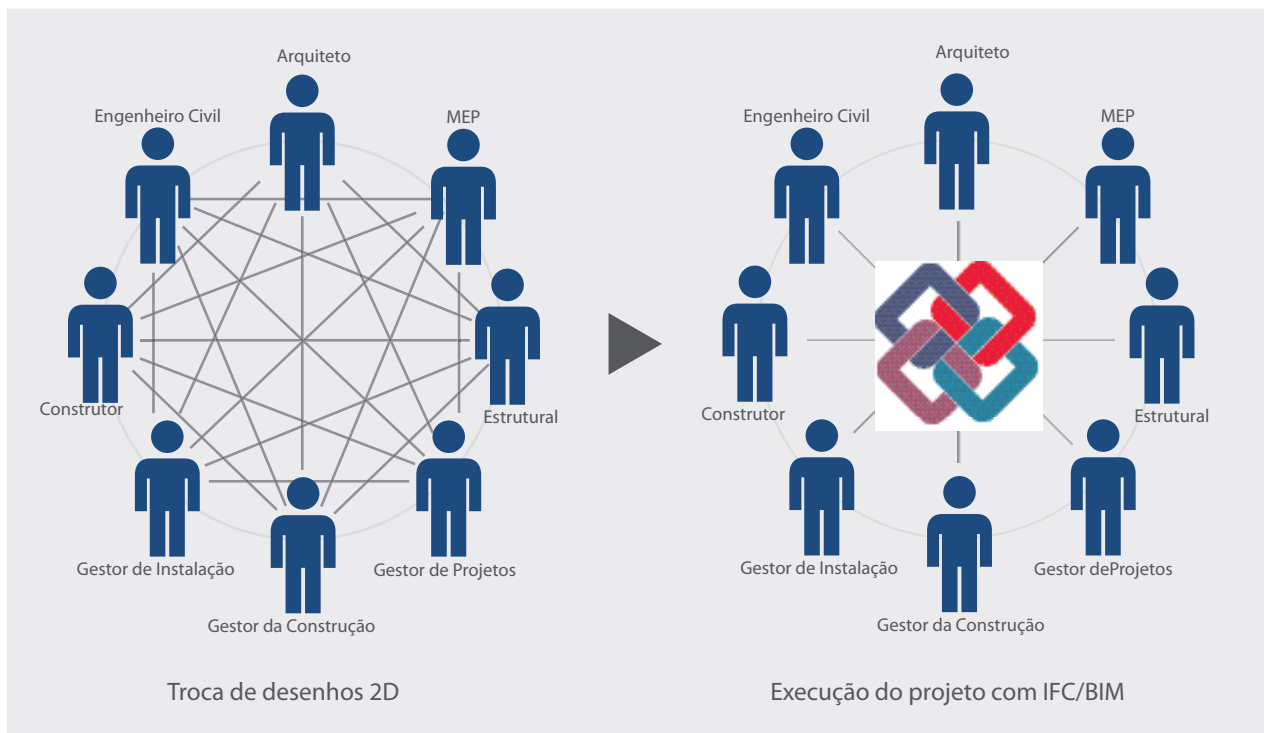 Arquiteto
Engenheiro Civil
MEP
Construtor
Estrutural
Gestor de Instalação
Gestor de Projetos
Gestor da Construção
Troca de desenhos 2D
Arquiteto
Engenheiro Civil
MEP
Construtor
Estrutural
Gestor de Instalação
Gestor deProjetos
Gestor da Construção
Execução do projeto com IFC/BIM